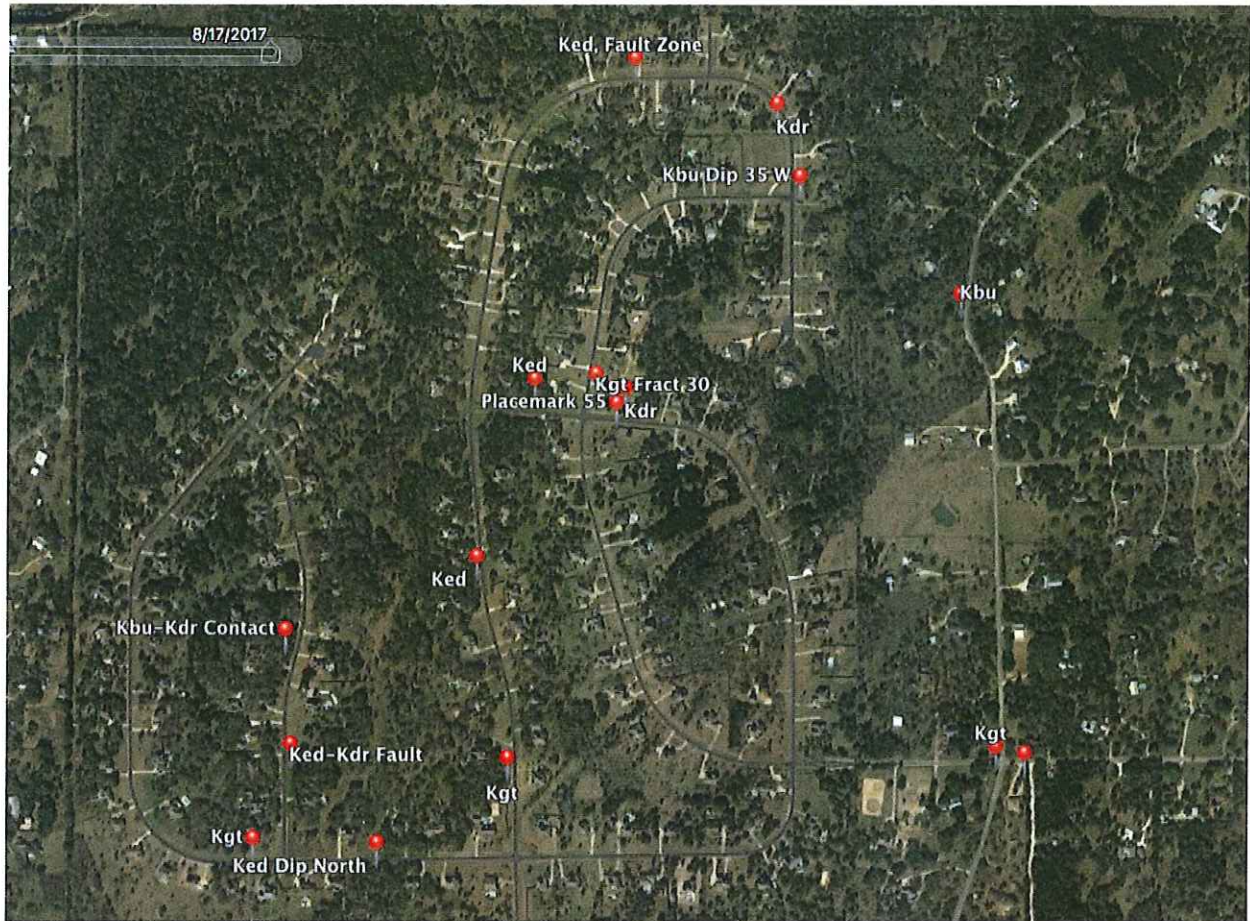 8/17/2017
Ked, Fault Zone
Kdr
Kbu Dip 35 W
Kbu
Ked
Kgt Fract 30
Placemark 55
Kdr
Ked
Kbu-Kdr Contact
Ked-Kdr Fault
Kgt
Kgt
Kgt
Ked Dip North